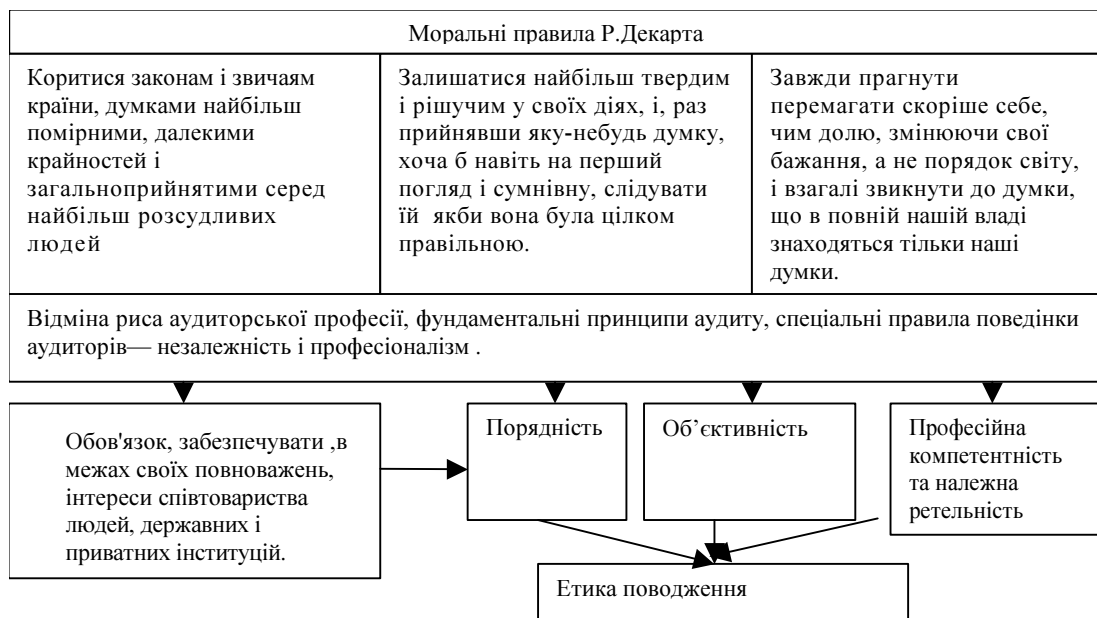 Моральні правила Р.Декарта
Коритися законам і звичаям
країни, думками найбільш
помірними, далекими
крайностей і
загальноприйнятими серед
найбільш розсудливих
людей
Залишатися найбільш твердим
і рішучим у своїх діях, і, раз
прийнявши яку-небудь думку,
хоча б навіть на перший
погляд і сумнівну, слідувати
їй якби вона була цілком
правільною.
Завжди прагнути
перемагати скоріше себе,
чим долю, змінюючи свої
бажання, а не порядок світу,
і взагалі звикнути до думки,
що в повній нашій владі
знаходяться тільки наші
думки.
Відміна риса аудиторської професії, фундаментальні принципи аудиту, спеціальні правила поведінки
аудиторів— незалежність і професіоналізм .
Обов'язок, забезпечувати ,в
межах своїх повноважень,
інтереси співтовариства
людей, державних і
приватних інституцій.
Порядність
Об’єктивність
Професійна
компетентність
та належна
ретельність
Етика поводження